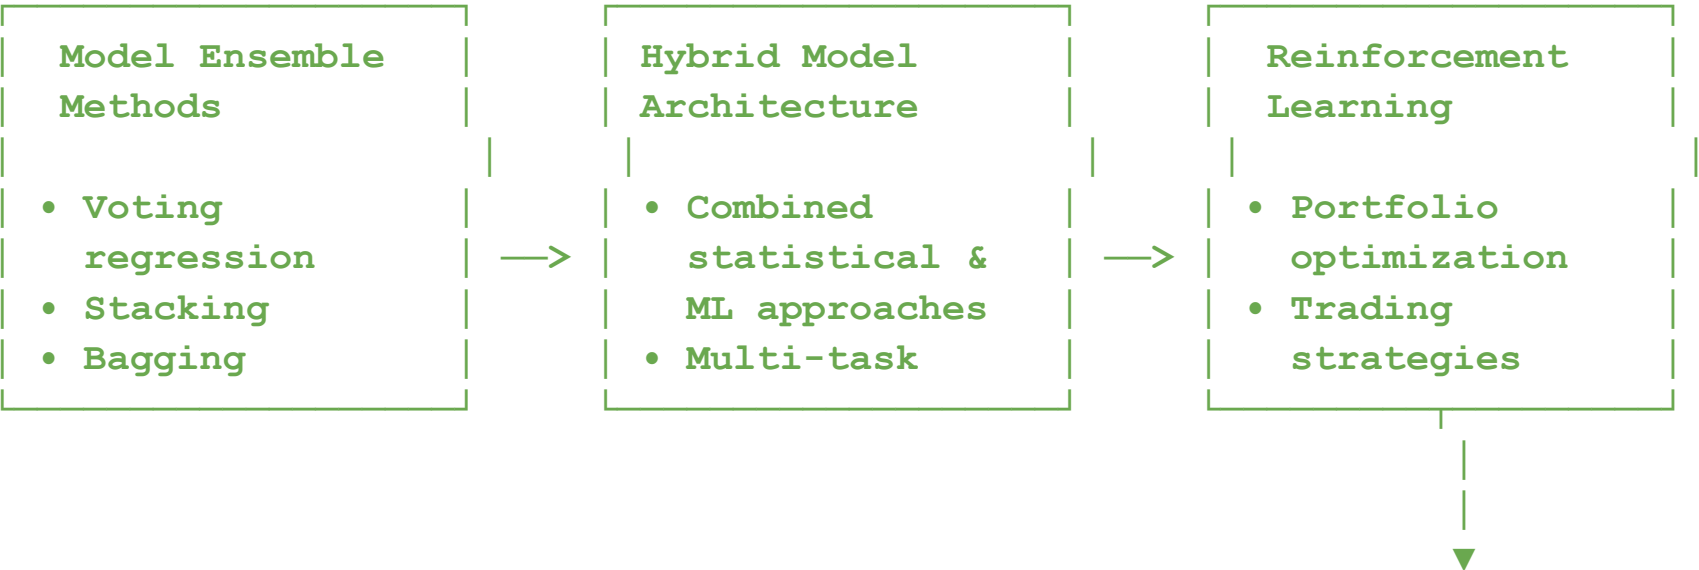 Model Ensemble
Methods
• Voting
regression
• Stacking
• Bagging
Hybrid Model
Architecture
• Combined
statistical &
ML approaches
• Multi-task
Reinforcement
Learning
• Portfolio
optimization
• Trading
strategies